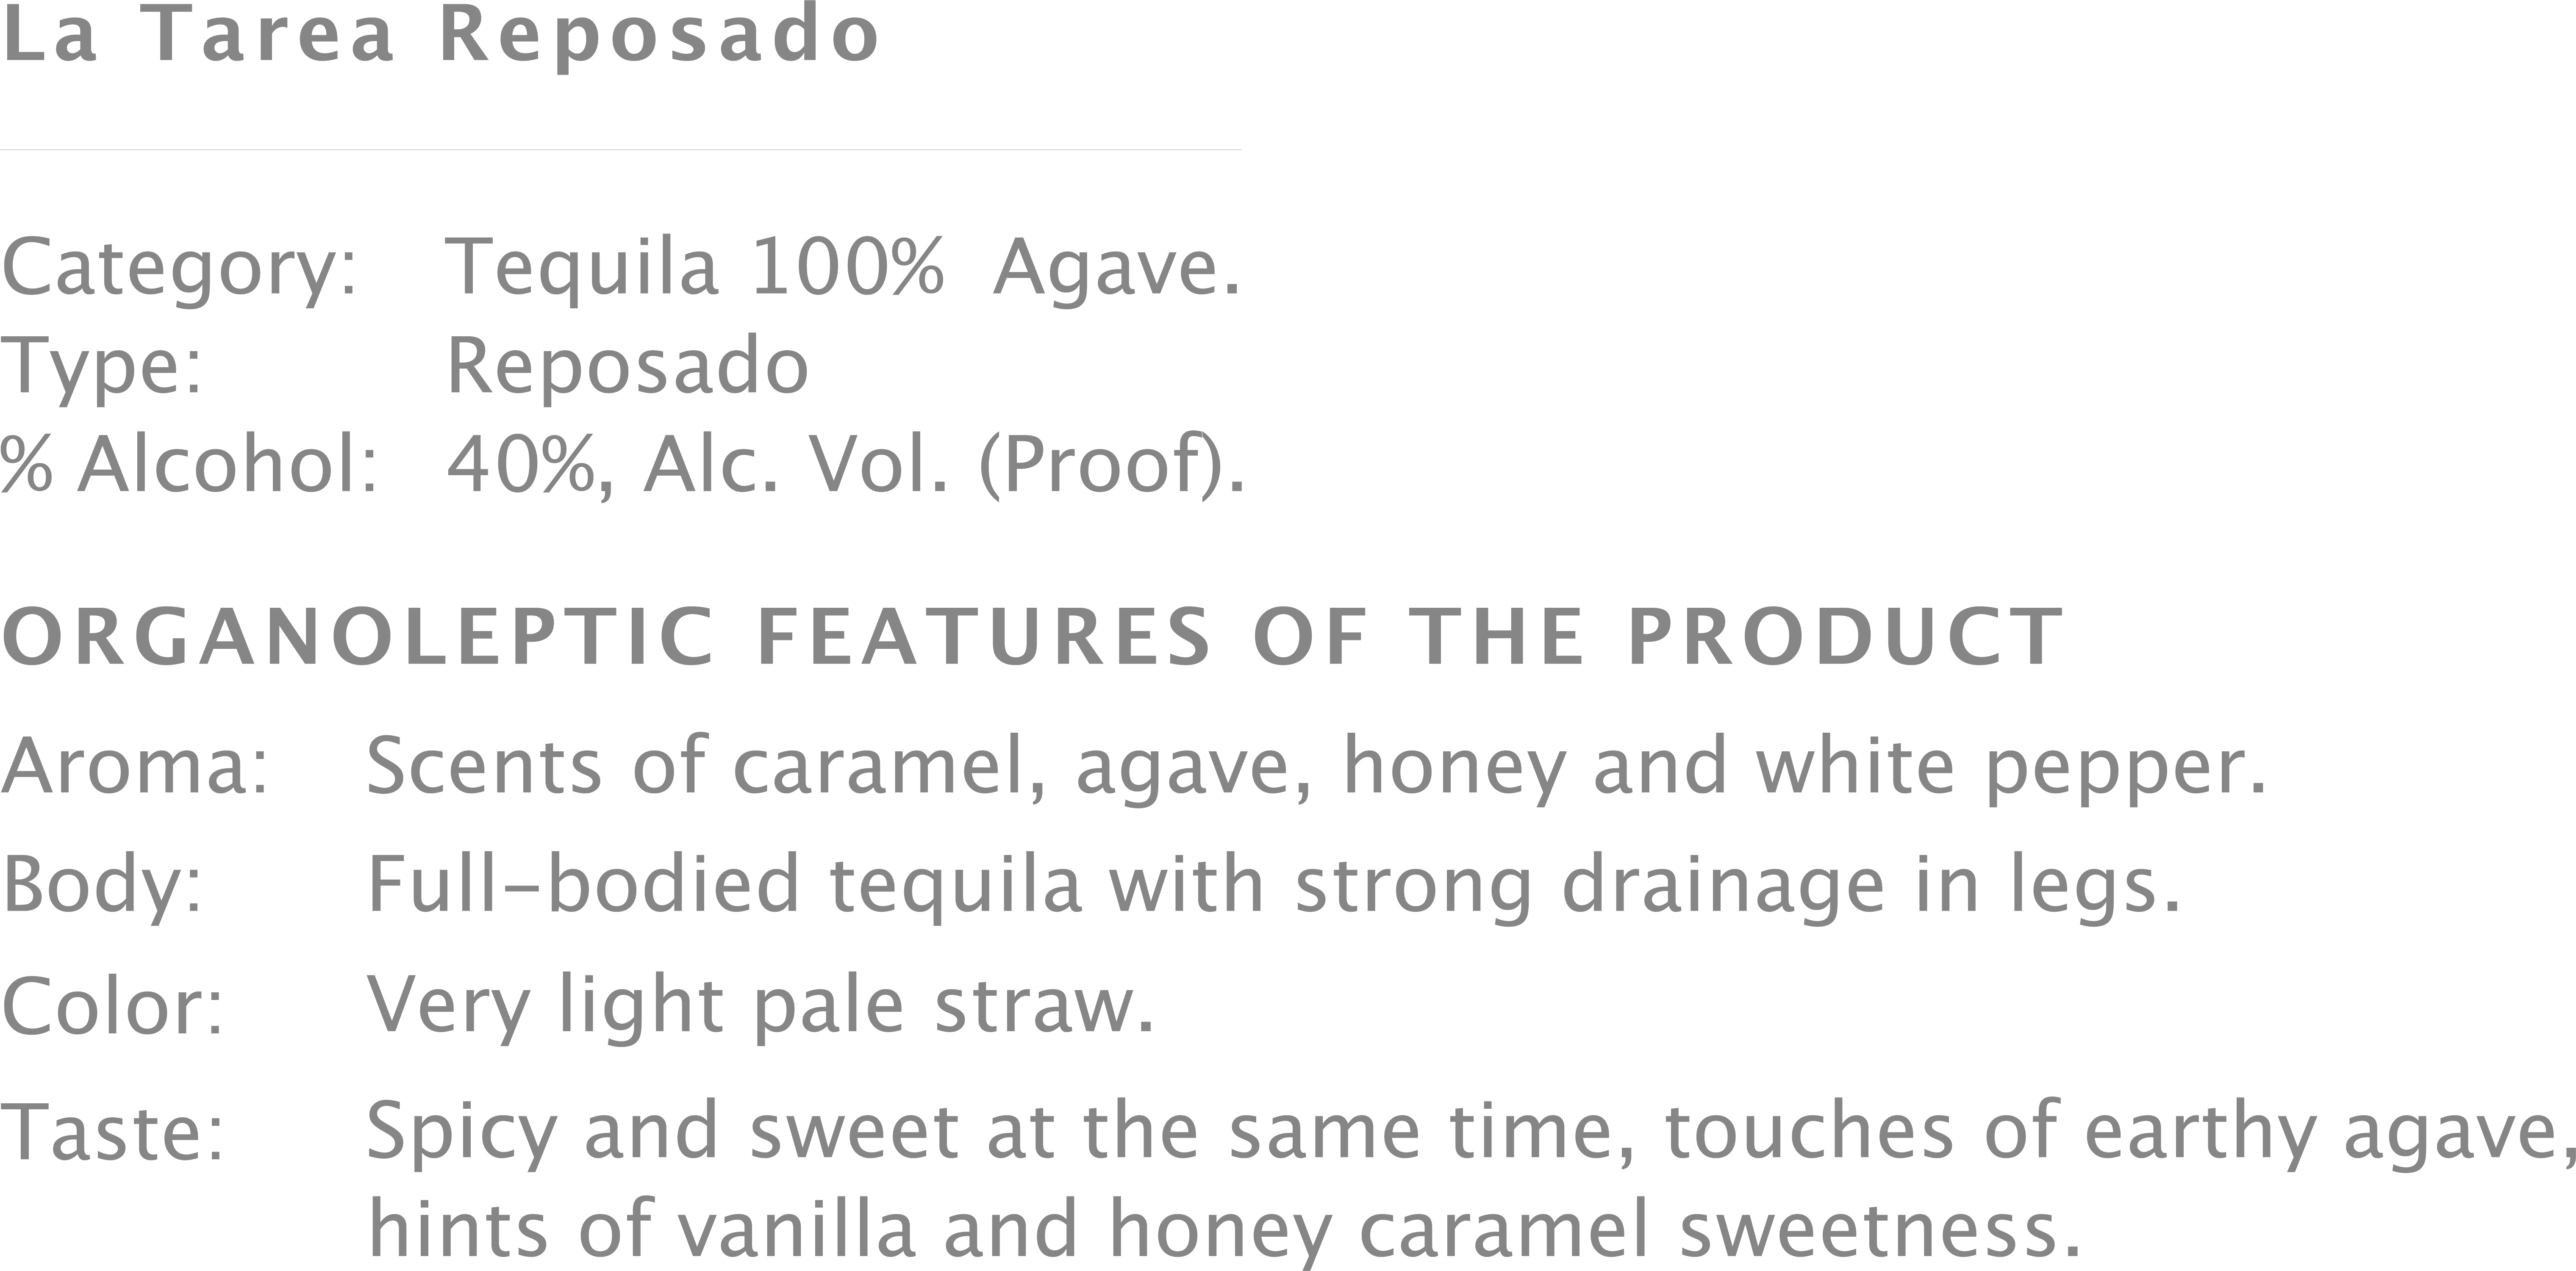 La Tarea Reposado
Category: Tequila 100% Agave.
Type: Reposado
% Alcohol: 40%, Alc. Vol. (Proof).
ORGANOLEPTIC FEATURES OF THE PRODUCT
Aroma: Scents of caramel, agave, honey and white pepper.
Body: Full-bodied tequila with strong drainage in legs.
Color: Very light pale straw.
Taste: Spicy and sweet at the same time, touches of earthy agave,
hints of vanilla and honey caramel sweetness.